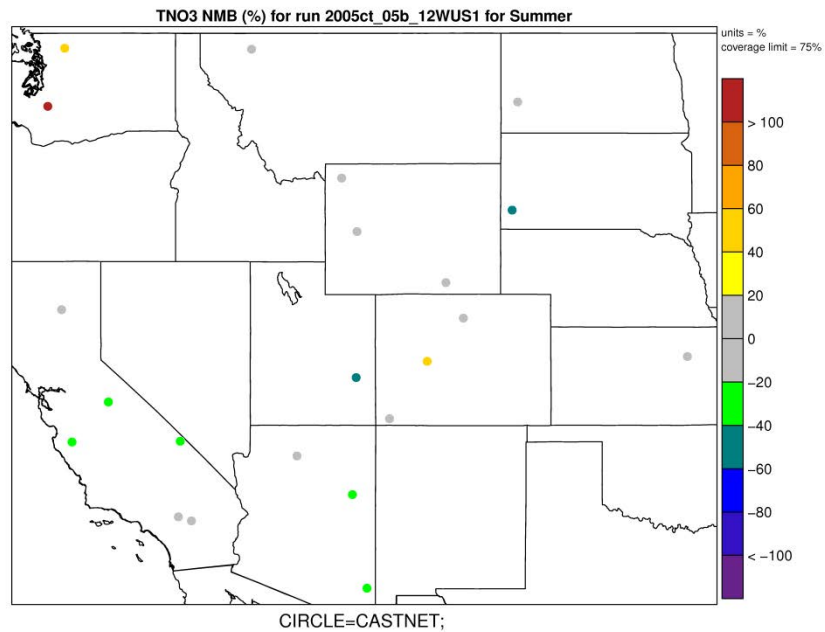 TNO3 NMB (%) for run 2005ct_05b_12WUS1 for Summer
units = %
coverage limit = 75%
> 100
80
60
40
20
0
−20
−40
−60
−80
< −100
CIRCLE=CASTNET;